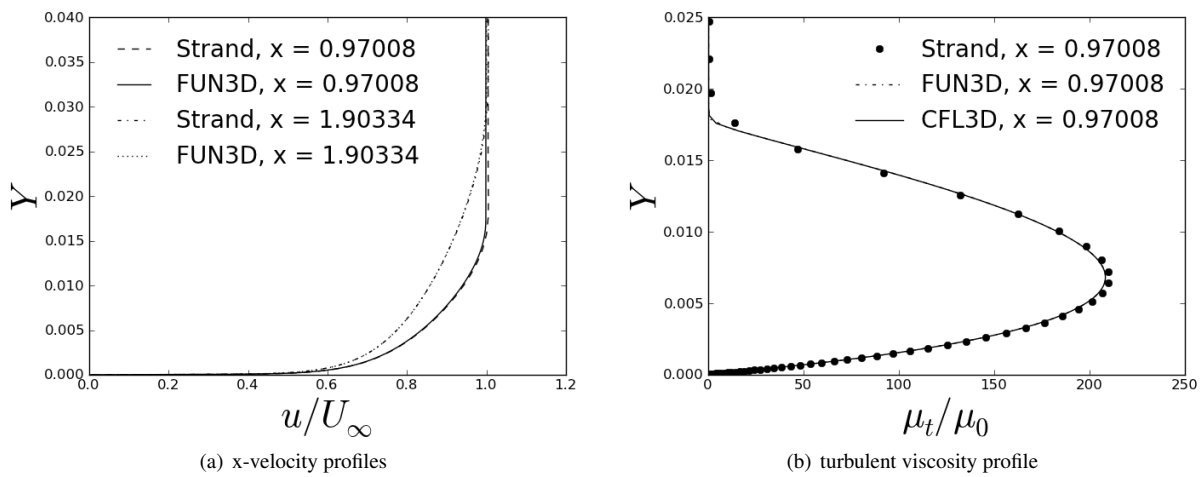 0.040
0.035
0.030
0.025
0.020
0.015
0.010
0.005
0.000
Y
Strand, x = 0.97008
FUN3D, x = 0.97008
Strand, x = 1.90334
FUN3D, x = 1.90334
0.0 0.2 0.4 0.6 0.8 1.0 1.2
u/U∞
(a) x-velocity profiles
0.025
0.020
0.015
0.010
0.005
0.000
Y
Strand, x = 0.97008
FUN3D, x = 0.97008
CFL3D, x = 0.97008
0 50 100 150 200 250
μt/μ0
(b) turbulent viscosity profile